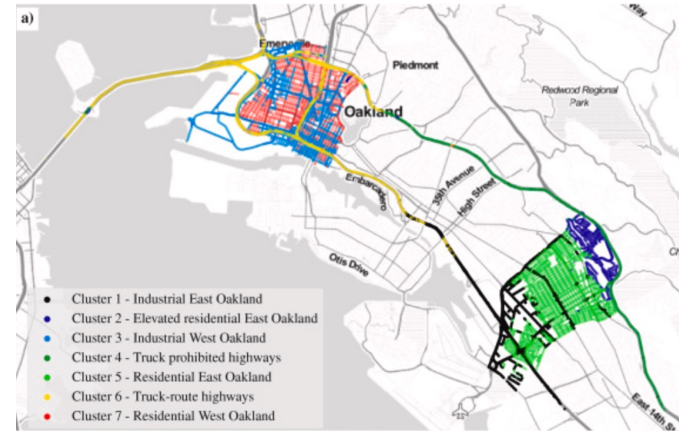 a)
Way
Piedmont
Redwood Regional
Park
Oakland
35th Avenue
High Street
Embarcadero
Otis Drive
East 14th S
Cluster 1 - Industrial East Oakland
Cluster 2 - Elevated residential East Oakland
Cluster 3 - Industrial West Oakland
Cluster 4 - Truck prohibited highways
Cluster 5 - Residential East Oakland
Cluster 6 - Truck-route highways
Cluster 7 - Residential West Oakland